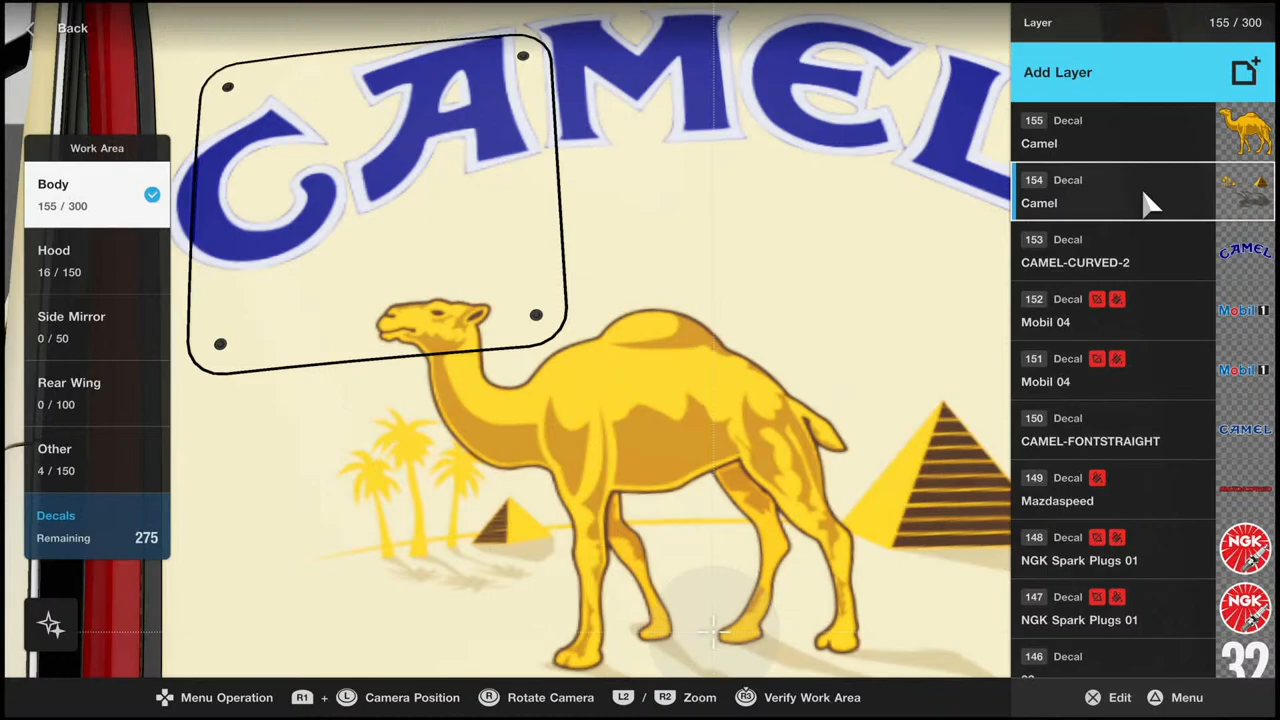 Back
Layer
155 / 300
Add Layer
155 Decal
Camel
154 Decal
Camel
153 Decal
CAMEL-CURVED-2
152 Decal
Mobil 04
151 Decal
Mobil 04
150 Decal
CAMEL-FONTSTRAIGHT
149 Decal
Mazdaspeed
148 Decal
NGK Spark Plugs 01
147 Decal
NGK Spark Plugs 01
146 Decal
CAMEL
Mobil 1
Mobil 1
CAMEL
NGK
NGK
32
CAMEL
Work Area
Body
155 / 300
Hood
16 / 150
Side Mirror
0 / 50
Rear Wing
0 / 100
Other
4 / 150
Decals
Remaining 275
Menu Operation
R1 + L Camera Position
R Rotate Camera
L2 / R2 Zoom
R3 Verify Work Area
Edit
Menu